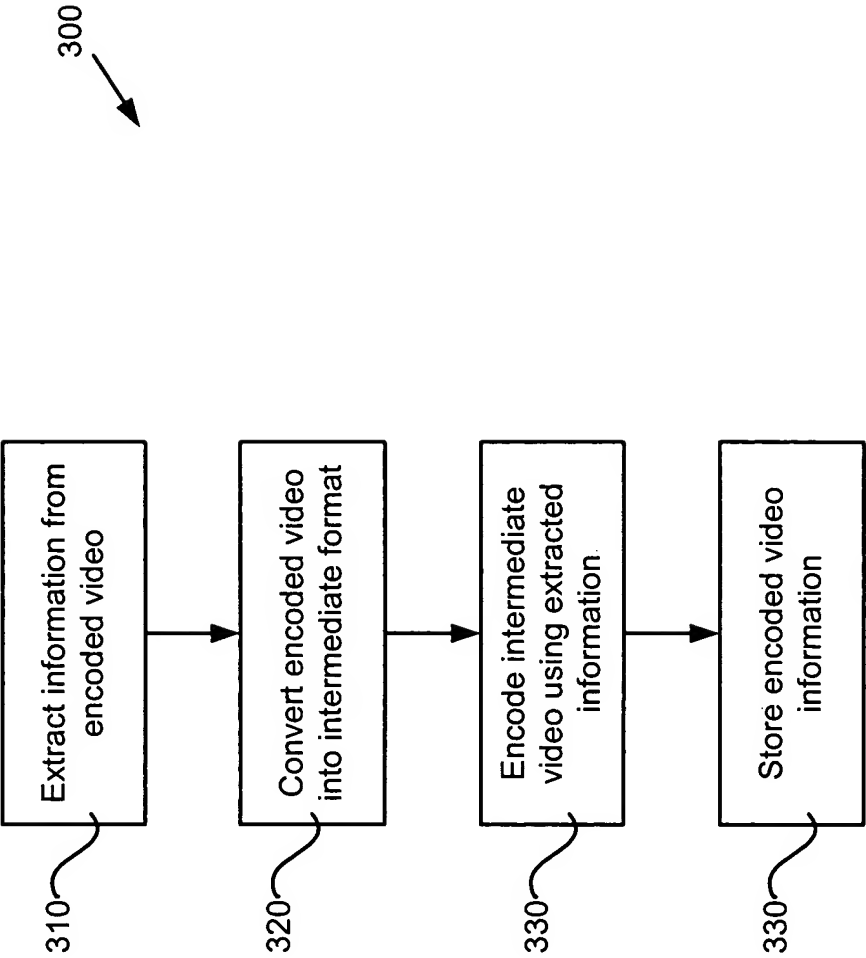 300
310
Extract information from
encoded video
320
Convert encoded video
into intermediate format
330
Encode intermediate
video using extracted
information
330
Store encoded video
information